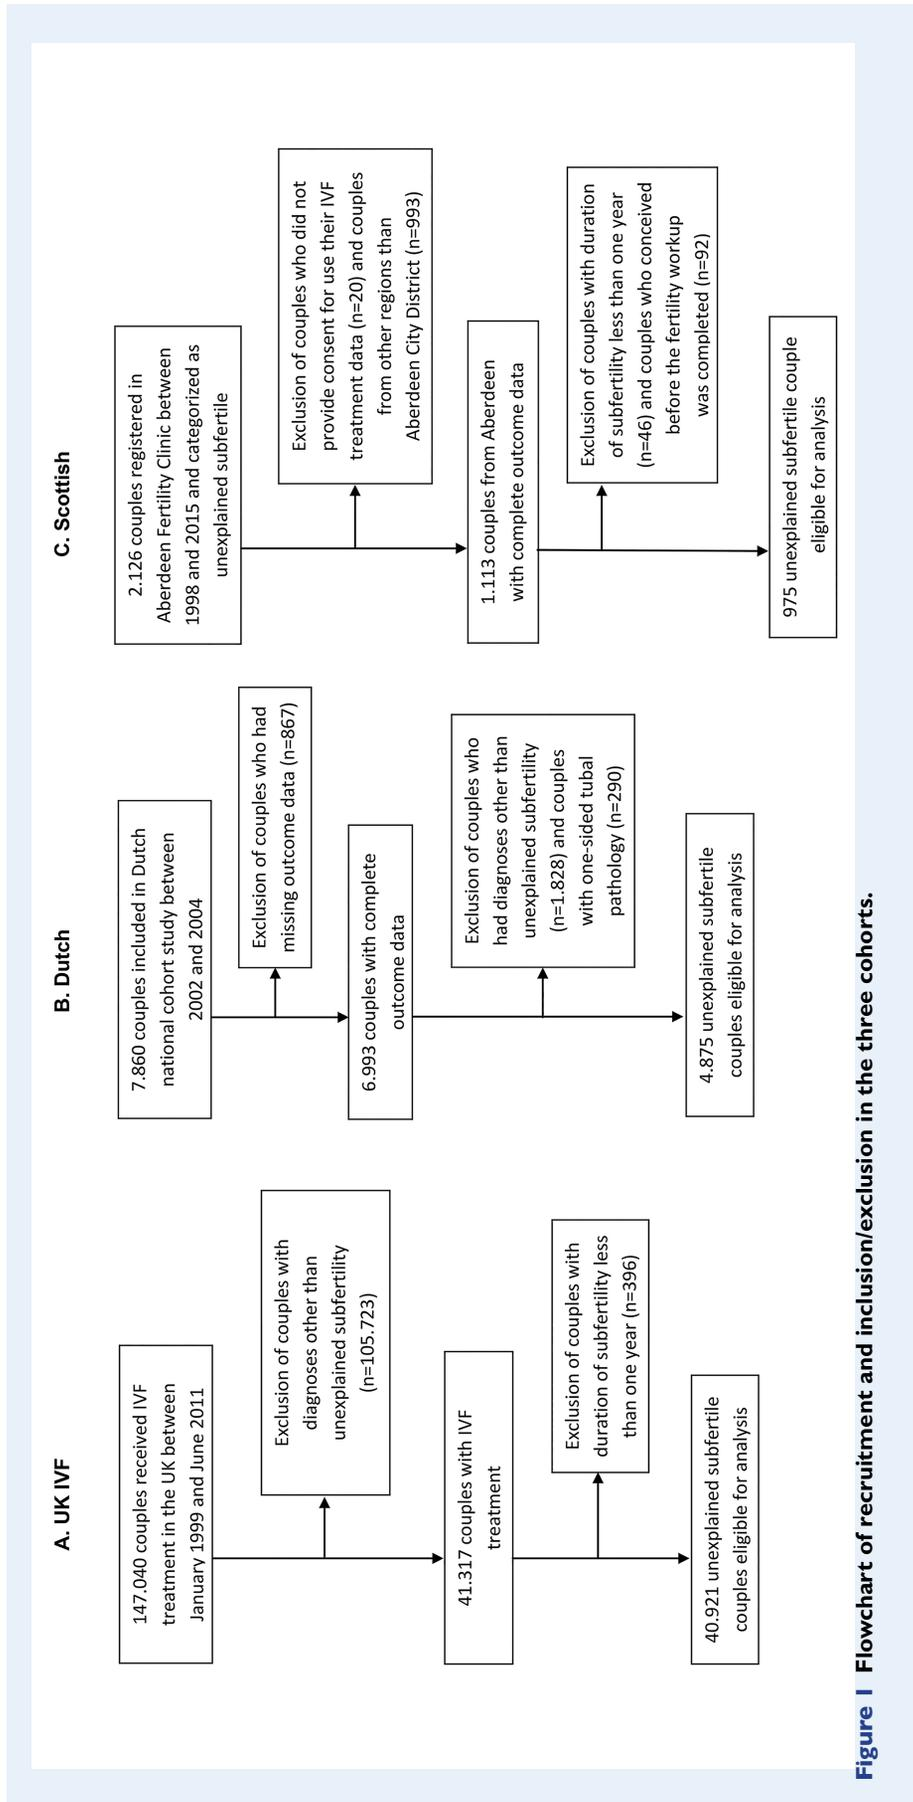 A. UK IVF
147.040 couples received IVF
treatment in the UK between
January 1999 and June 2011
Exclusion of couples with
diagnoses other than
unexplained subfertility
(n=105.723)
41.317 couples with IVF
treatment
Exclusion of couples with
duration of subfertility less
than one year (n=396)
40.921 unexplained subfertile
couples eligible for analysis
B. Dutch
7.860 couples included in Dutch
national cohort study between
2002 and 2004
Exclusion of couples who had
missing outcome data (n=867)
6.993 couples with complete
outcome data
Exclusion of couples who
had diagnoses other than
unexplained subfertility
(n=1.828) and couples
with one-sided tubal
pathology (n=290)
4.875 unexplained subfertile
couples eligible for analysis
C. Scottish
2.126 couples registered in
Aberdeen Fertility Clinic between
1998 and 2015 and categorized as
unexplained subfertile
Exclusion of couples who did not
provide consent for use their IVF
treatment data (n=20) and couples
from other regions than
Aberdeen City District (n=993)
1.113 couples from Aberdeen
with complete outcome data
Exclusion of couples with duration
of subfertility less than one year
(n=46) and couples who conceived
before the fertility workup
was completed (n=92)
975 unexplained subfertile couple
eligible for analysis
Figure 1 Flowchart of recruitment and inclusion/exclusion in the three cohorts.